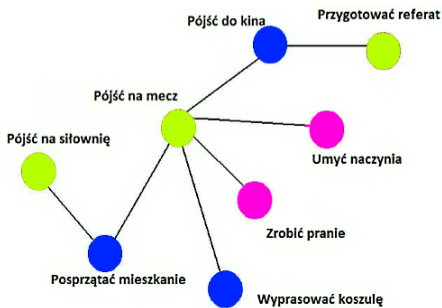 Pójść do kina
Przygotować referat
Pójść na mecz
Pójść na siłownię
Umyć naczynia
Zrobić pranie
Posprzątać mieszkanie
Wyprasować koszulę